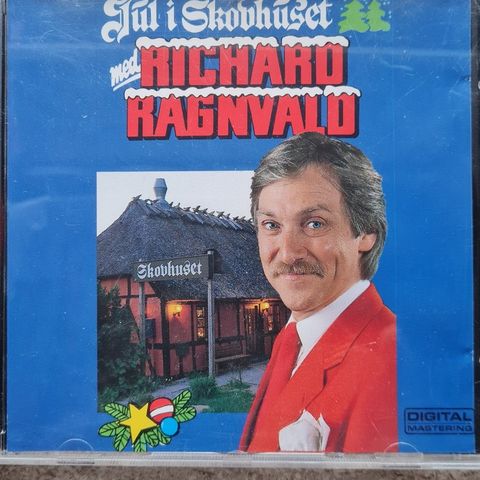 Jul i Skovhuset
med RICHARD
RAGNVALD
Skovhuset
DIGITAL
MASTERING